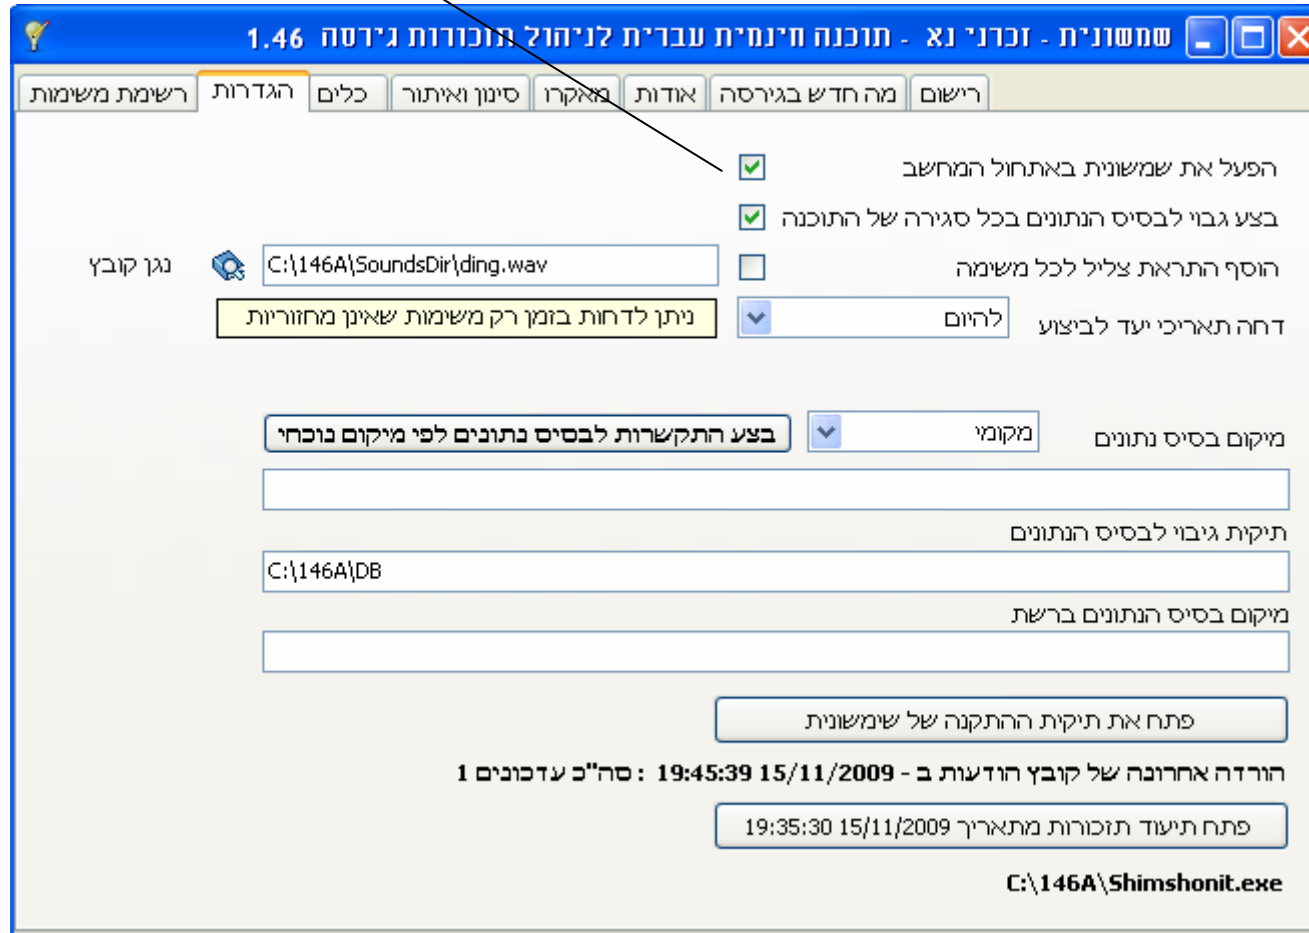 שמשונית - זכרני נא - תוכנה חינמית עברית לניהול תזכורות גירסה 1.46
רישום מה חדש בגירסה אודות מאקרו סינון ואיתור כלים הגדרות רשימת משימות
הפעל את שמשונית באתחול המחשב
בצע גבוי לבסיס הנתונים בכל סגירה של התוכנה
הוסף התראת צליל לכל משימה C:\146A\SoundsDir\ding.wav נגן קובץ
דחה תאריכי יעד לביצוע להיום ניתן לדחות בזמן רק משימות שאינן מחזוריות
מיקום בסיס נתונים מקומי בצע התקשרות לבסיס נתונים לפי מיקום נוכחי
תיקית גיבוי לבסיס הנתונים
C:\146A\DB
מיקום בסיס הנתונים ברשת
פתח את תיקית ההתקנה של שימשונית
הורדה אחרונה של קובץ הודעות ב - 15/11/2009 19:45:39 : סה"כ עדכונים 1
פתח תיעוד תזכורות מתאריך 15/11/2009 19:35:30
C:\146A\Shimshonit.exe